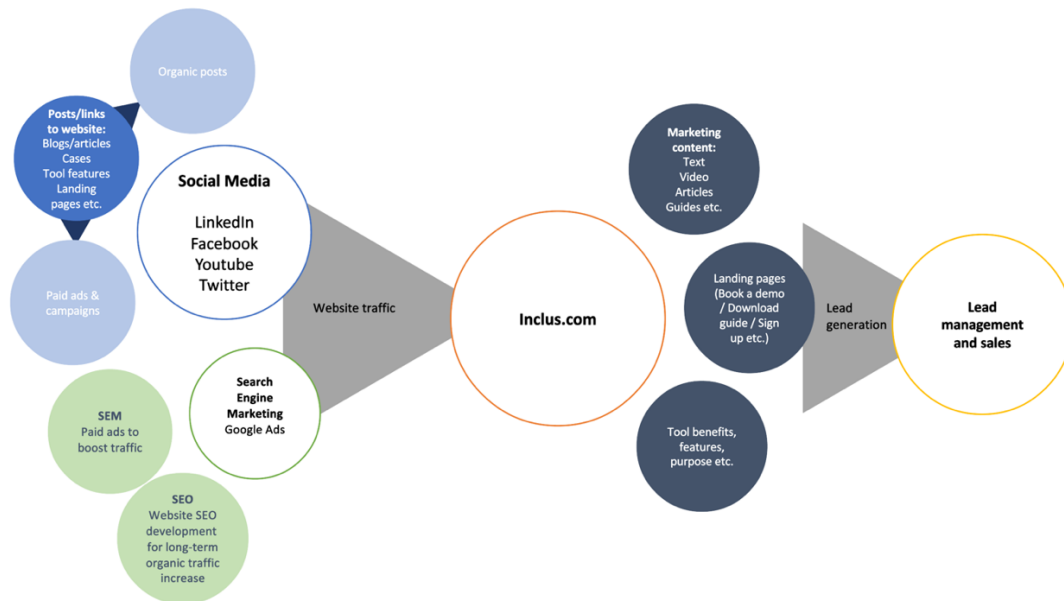 Organic posts
Posts/links
to website:
Blogs/articles
Cases
Tool features
Landing
pages etc.
Social Media
LinkedIn
Facebook
Youtube
Twitter
Paid ads &
campaigns
Website traffic
Search
Engine
Marketing
Google Ads
SEM
Paid ads to
boost traffic
SEO
Website SEO
development
for long-term
organic traffic
increase
Inclus.com
Marketing
content:
Text
Video
Articles
Guides etc.
Landing pages
(Book a demo
/ Download
guide / Sign
up etc.)
Tool benefits,
features,
purpose etc.
Lead
generation
Lead
management
and sales